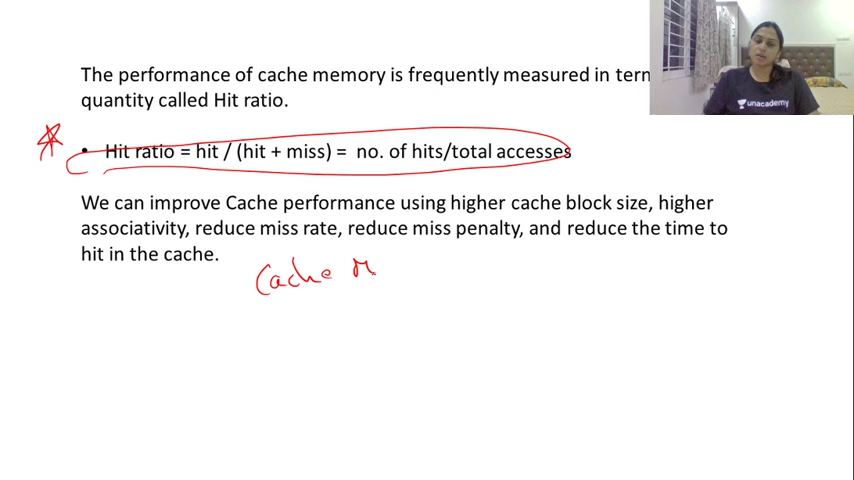 The performance of cache memory is frequently measured in
quantity called Hit ratio.
• Hit ratio = hit / (hit + miss) = no. of hits/total accesses
We can improve Cache performance using higher cache block size, higher
associativity, reduce miss rate, reduce miss penalty, and reduce the time to
hit in the cache.
Cache M
unacademy